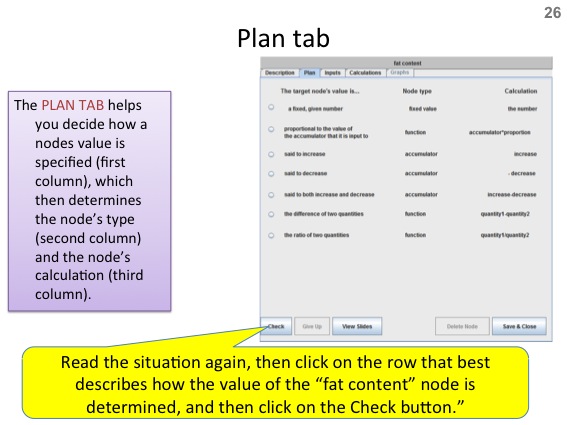 26
Plan tab
The PLAN TAB helps
you decide how a
nodes value is
specified (first
column), which
then determines
the node's type
(second column)
and the node's
calculation (third
column).
fat content
Description Plan Inputs Calculations Graphs
The target node's value is... Node type Calculation
a fixed, given number fixed value the number
proportional to the value of
the accumulator that it is input to function accumulator*proportion
said to increase accumulator increase
said to decrease accumulator - decrease
said to both increase and decrease accumulator increase-decrease
the difference of two quantities function quantity1-quantity2
the ratio of two quantities function quantity1/quantity2
Check Give Up View Slides Delete Node Save & Close
Read the situation again, then click on the row that best
describes how the value of the “fat content” node is
determined, and then click on the Check button.”